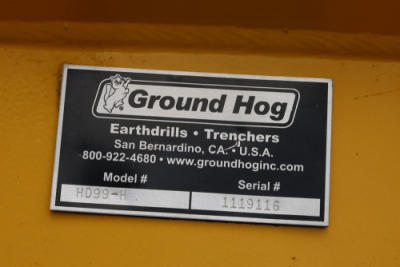 Ground Hog
Earthdrills • Trenchers
San Bernardino, CA. • U.S.A.
800-922-4680 • www.groundhoginc.com
Model # Serial #
HD99-H 1119116